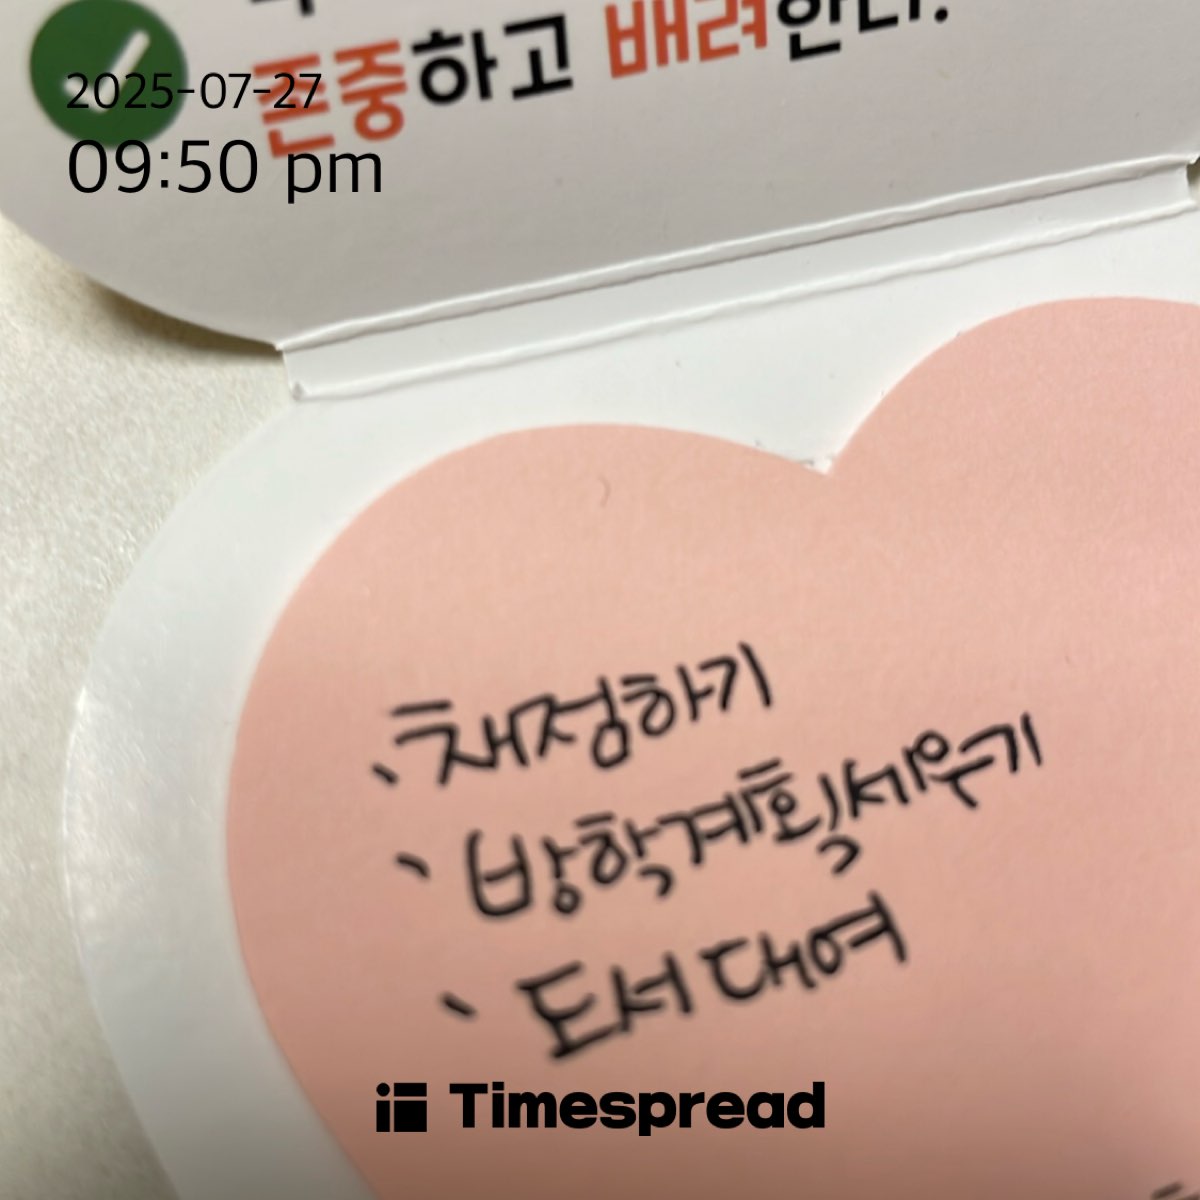 존중하고 배려한다.
2025-07-27
09:50 pm
、채점하기
、방학계획세우기
、도서대여
Timespread